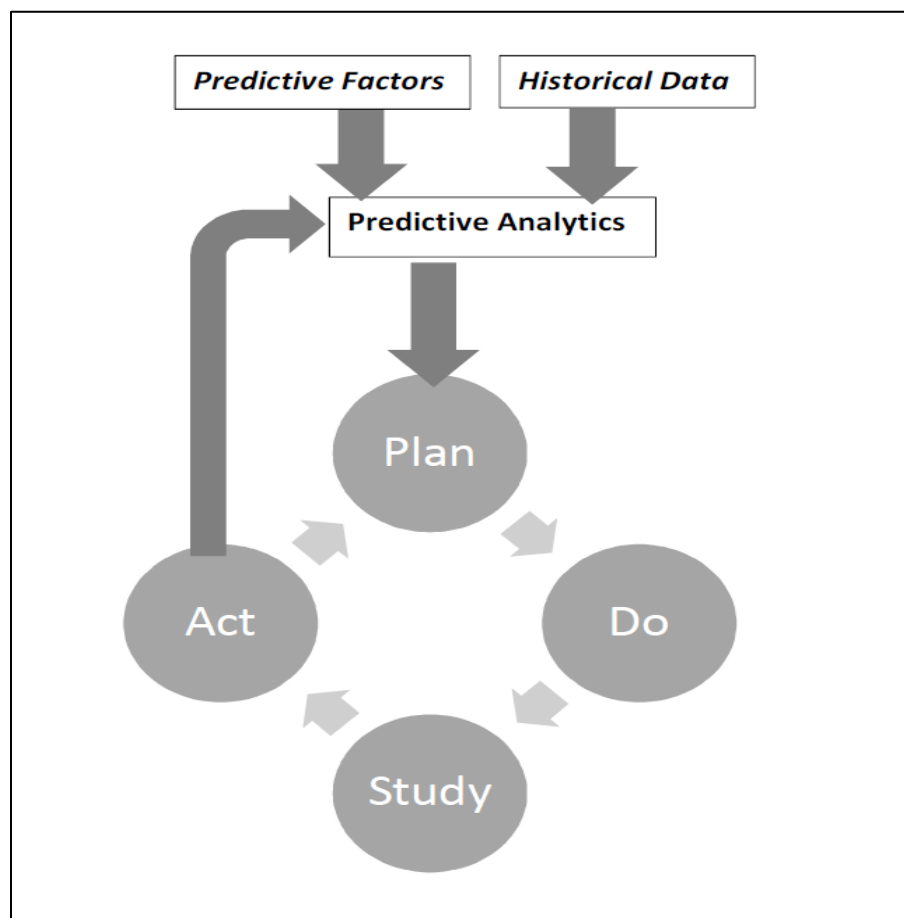 Predictive Factors
Historical Data
Predictive Analytics
Plan
Act
Do
Study